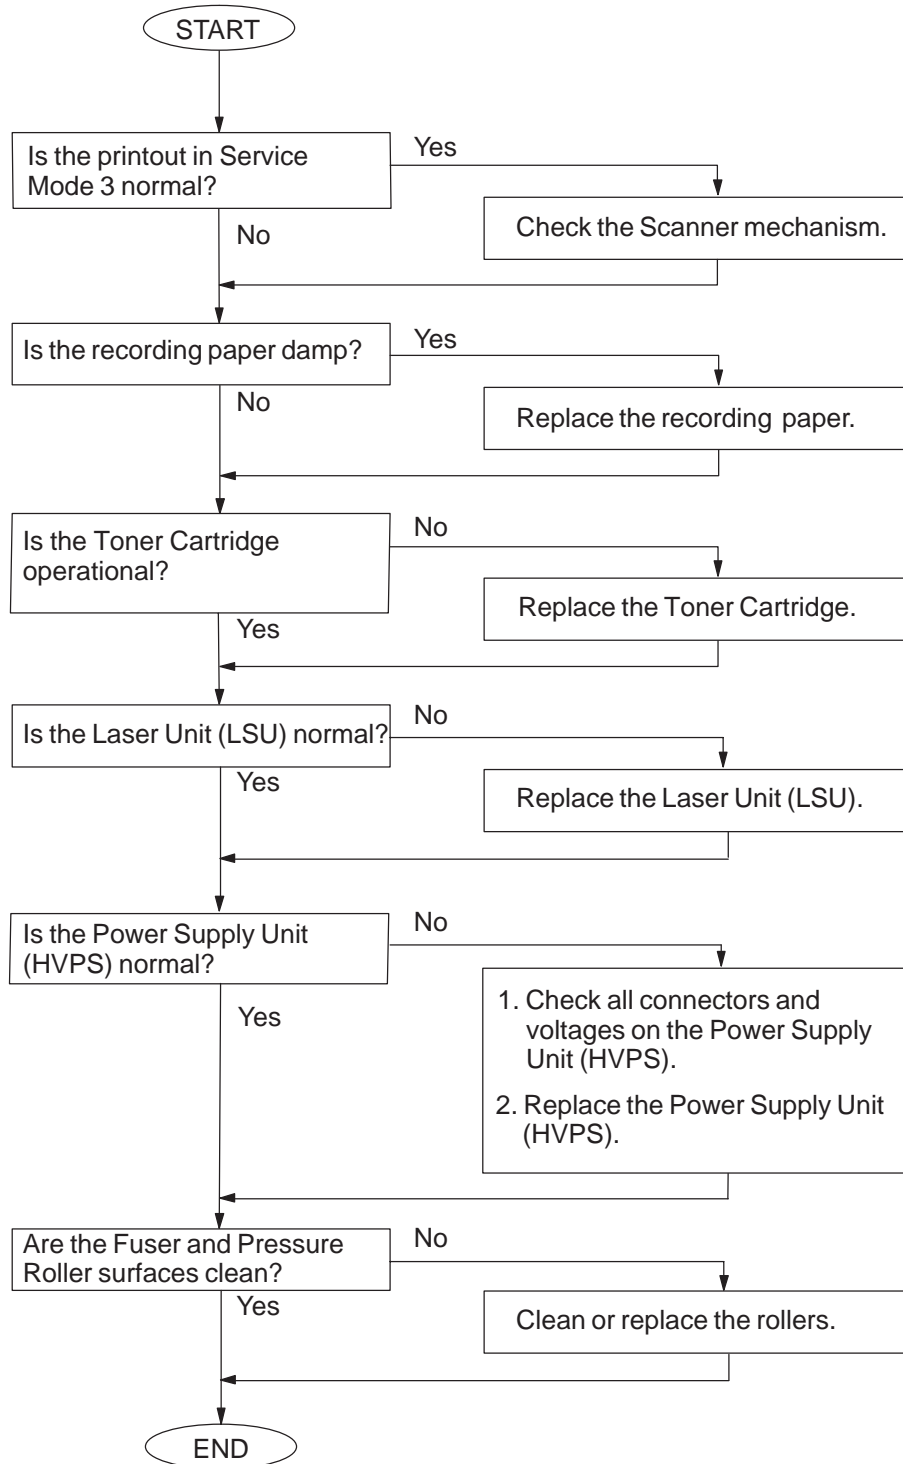 START
Is the printout in Service
Mode 3 normal?
Yes
Check the Scanner mechanism.
No
Is the recording paper damp?
Yes
Replace the recording paper.
No
Is the Toner Cartridge
operational?
No
Replace the Toner Cartridge.
Yes
Is the Laser Unit (LSU) normal?
No
Replace the Laser Unit (LSU).
Yes
Is the Power Supply Unit
(HVPS) normal?
No
1. Check all connectors and
voltages on the Power Supply
Unit (HVPS).
2. Replace the Power Supply Unit
(HVPS).
Yes
Are the Fuser and Pressure
Roller surfaces clean?
No
Clean or replace the rollers.
Yes
END